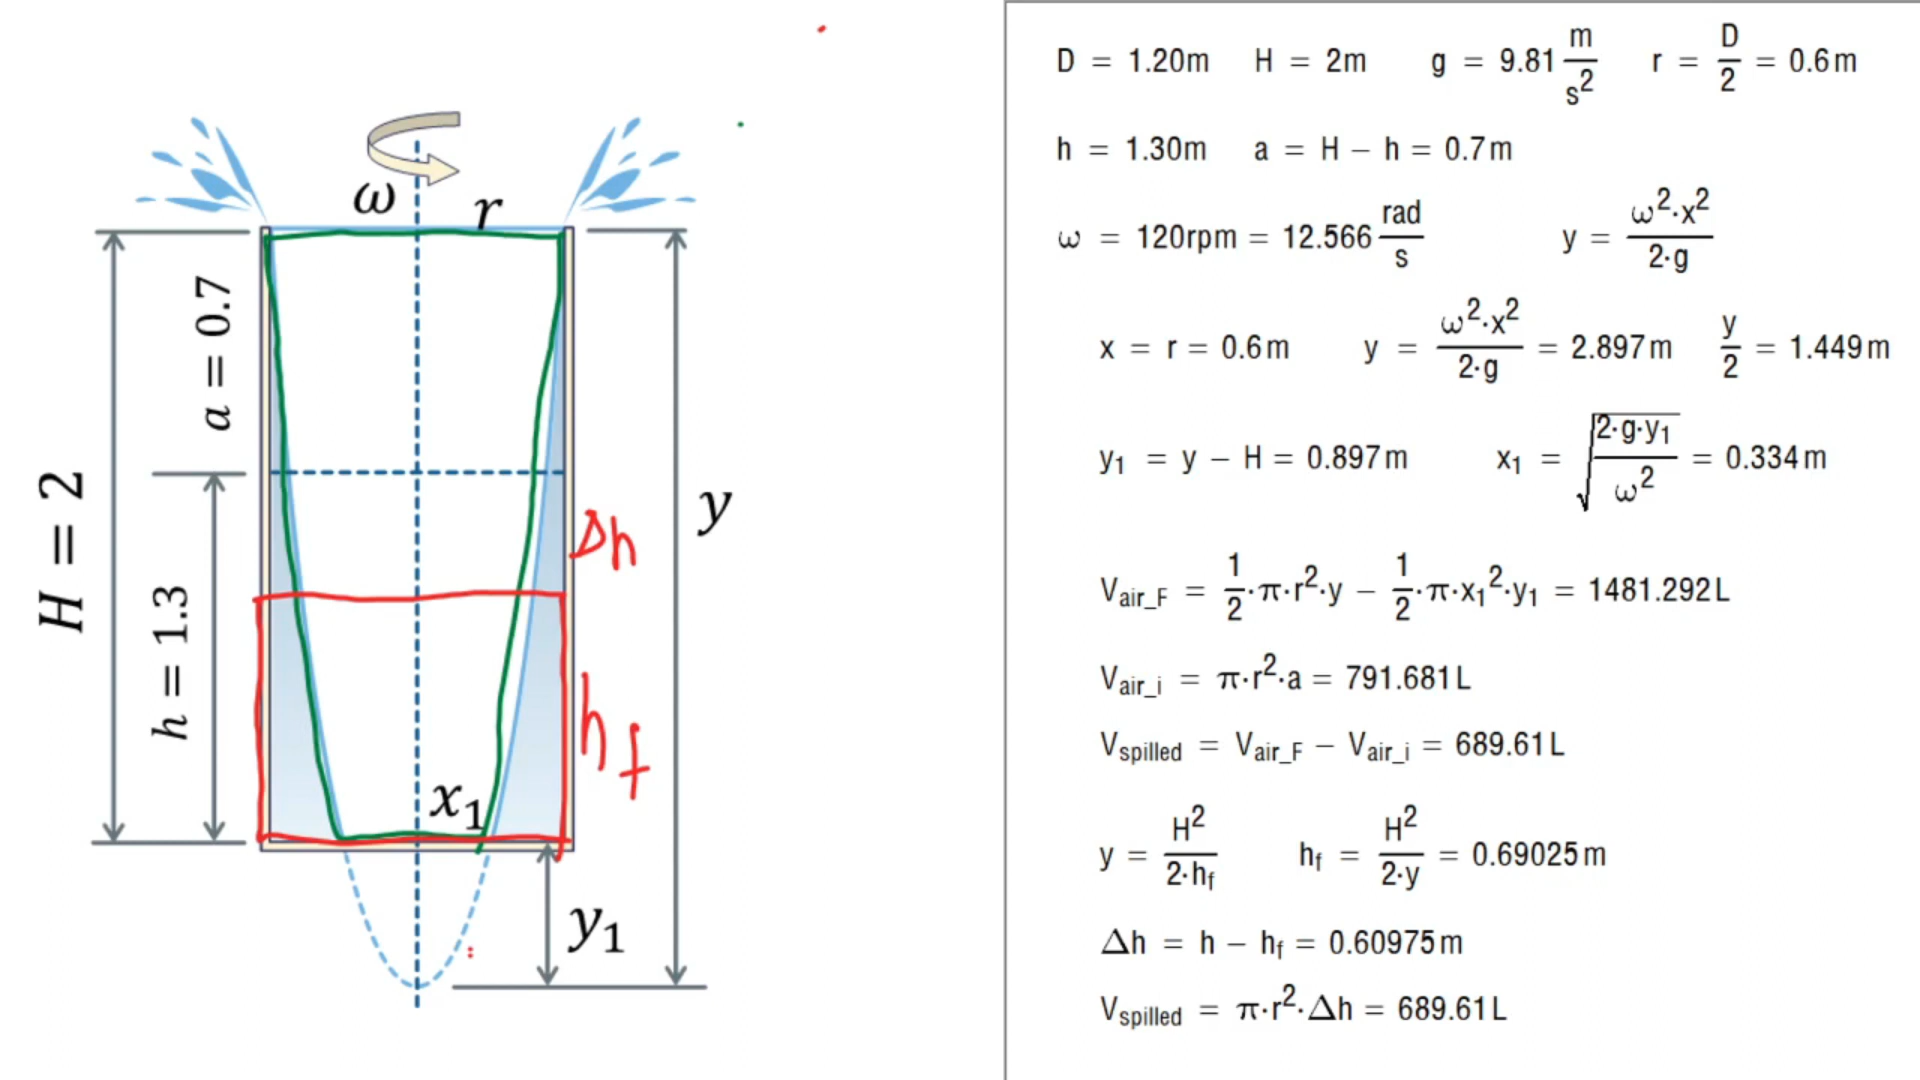 ω
r
a = 0.7
H = 2
h = 1.3
Δh
y
h_f
x₁
y₁
D = 1.20m H = 2m g = 9.81 m/s² r = D/2 = 0.6m
h = 1.30m a = H − h = 0.7m
ω = 120rpm = 12.566 rad/s y = ω²·x²/2·g
x = r = 0.6m y = ω²·x²/2·g = 2.897m y/2 = 1.449m
y₁ = y − H = 0.897m x₁ = √(2·g·y₁/ω²) = 0.334m
V_air_F = 1/2·π·r²·y − 1/2·π·x₁²·y₁ = 1481.292L
V_air_i = π·r²·a = 791.681L
V_spilled = V_air_F − V_air_i = 689.61L
y = H²/2·h_f h_f = H²/2·y = 0.69025m
Δh = h − h_f = 0.60975m
V_spilled = π·r²·Δh = 689.61L